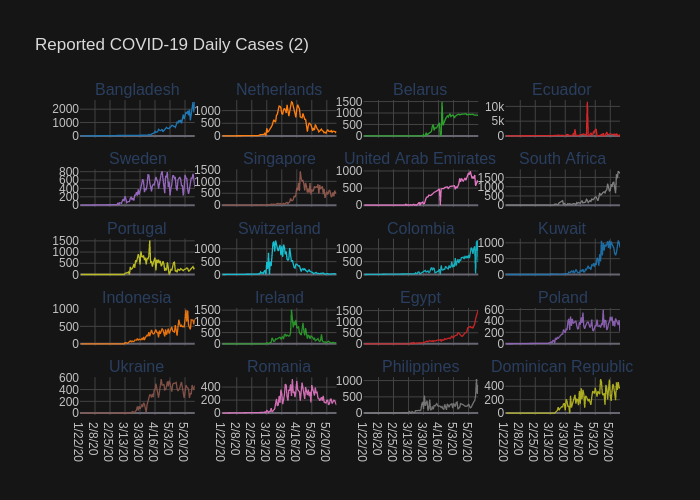 Reported COVID-19 Daily Cases (2)
Bangladesh Netherlands Belarus Ecuador
2000 1000 0
1000 500 0
1500 1000 500 0
10k 5k 0
Sweden Singapore United Arab Emirates South Africa
800 600 400 200 0
1500 1000 500 0
1000 500 0
1500 1000 500 0
Portugal Switzerland Colombia Kuwait
1500 1000 500 0
1000 500 0
1000 500 0
1000 500 0
Indonesia Ireland Egypt Poland
1000 500 0
1500 1000 500 0
1500 1000 500 0
600 400 200 0
Ukraine Romania Philippines Dominican Republic
600 400 200 0
400 200 0
1000 500 0
400 200 0
1/22/20 2/8/20 2/25/20 3/13/20 3/30/20 4/16/20 5/3/20 5/20/20
1/22/20 2/8/20 2/25/20 3/13/20 3/30/20 4/16/20 5/3/20 5/20/20
1/22/20 2/8/20 2/25/20 3/13/20 3/30/20 4/16/20 5/3/20 5/20/20
1/22/20 2/8/20 2/25/20 3/13/20 3/30/20 4/16/20 5/3/20 5/20/20